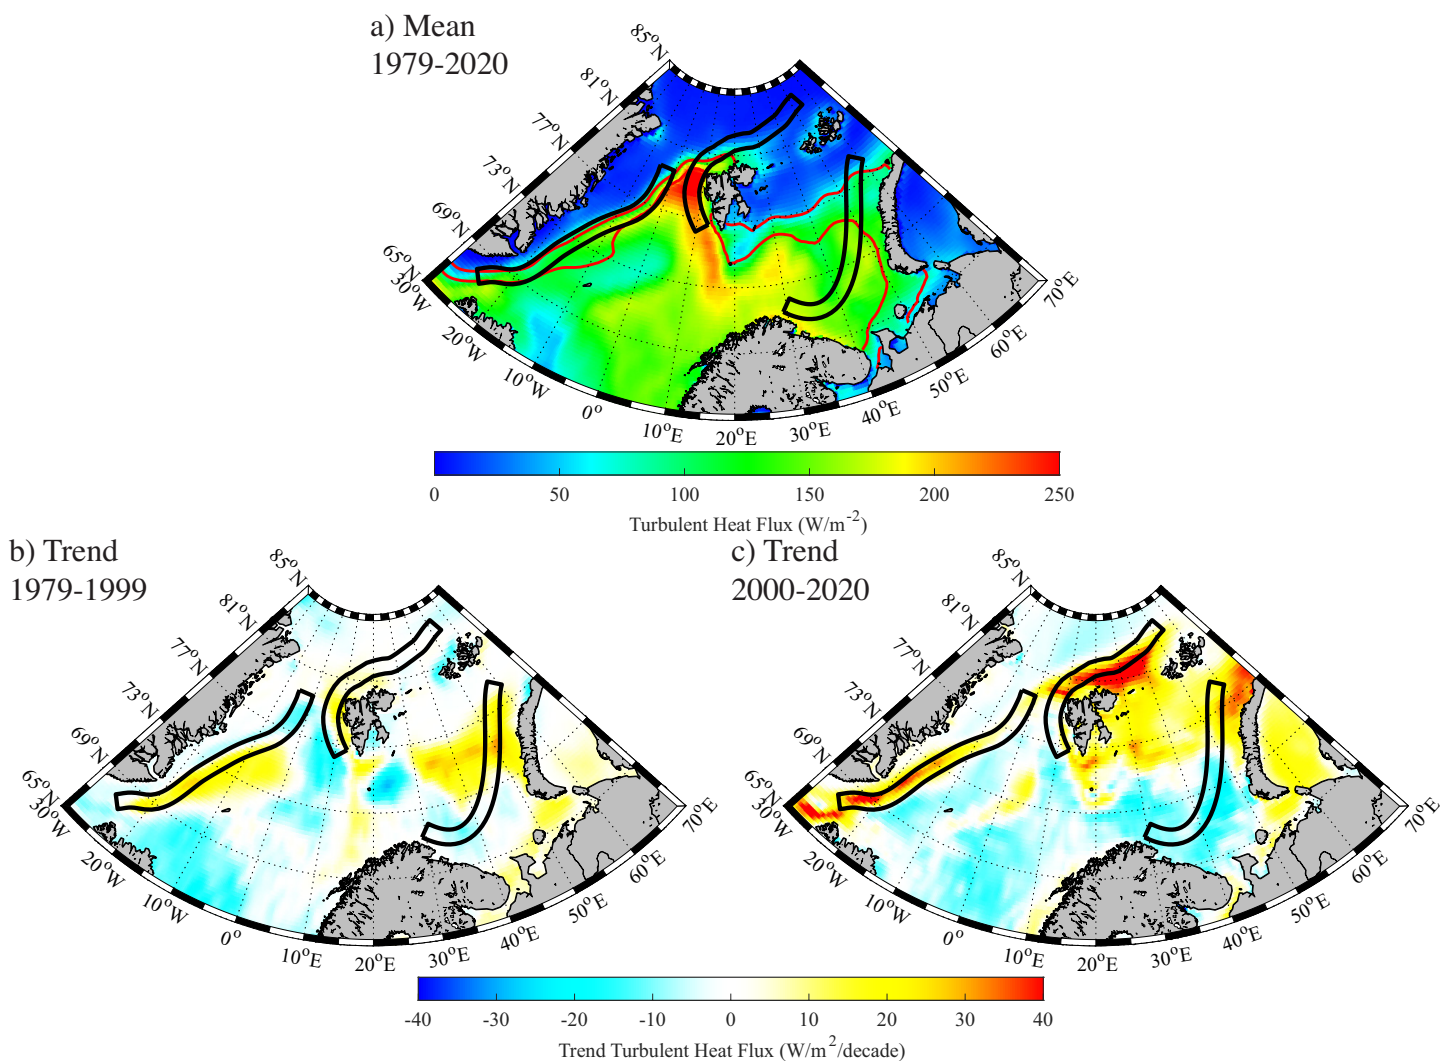 a) Mean
1979-2020
85°N
81°N
77°N
73°N
69°N
65°N
30°W
20°W
10°W
0°
10°E
20°E
30°E
40°E
50°E
60°E
70°E
0 50 100 150 200 250
Turbulent Heat Flux (W/m⁻²)
b) Trend
1979-1999
85°N
81°N
77°N
73°N
69°N
65°N
30°W
20°W
10°W
0°
10°E
20°E
30°E
40°E
50°E
60°E
70°E
c) Trend
2000-2020
85°N
81°N
77°N
73°N
69°N
65°N
30°W
20°W
10°W
0°
10°E
20°E
30°E
40°E
50°E
60°E
70°E
-40 -30 -20 -10 0 10 20 30 40
Trend Turbulent Heat Flux (W/m²/decade)